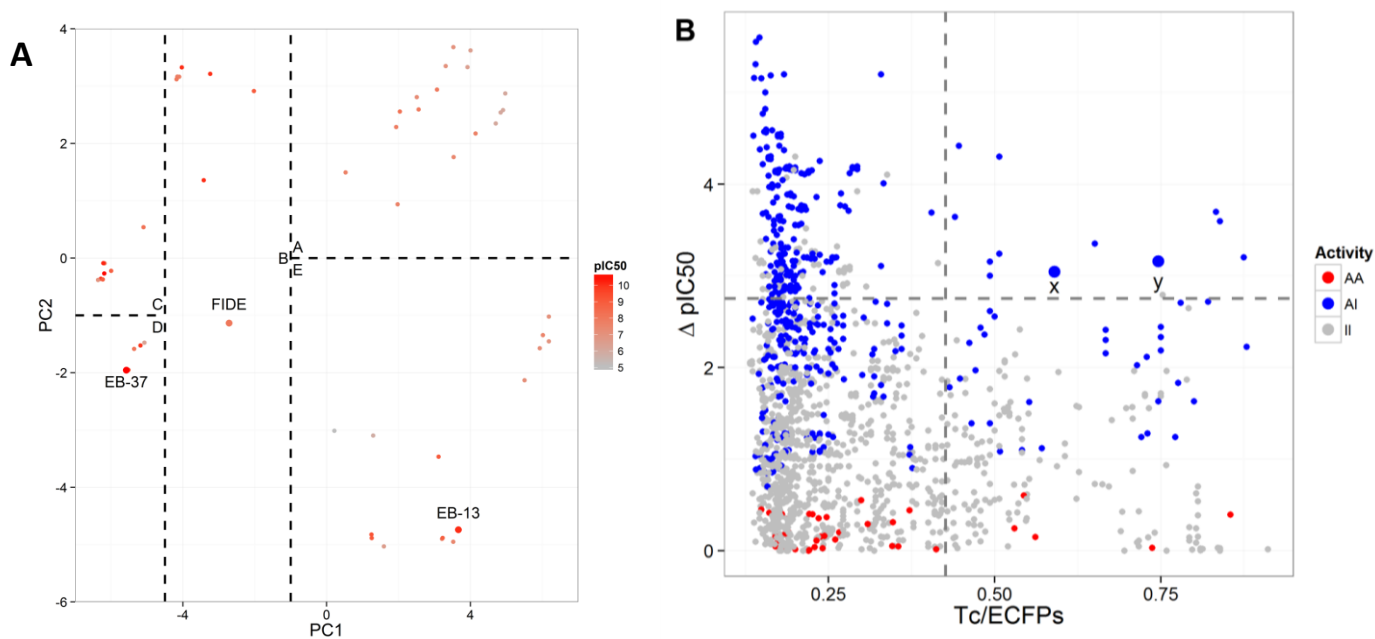 A
4
2
0
-2
-4
-6
PC2
A
B
E
C
D
FIDE
EB-37
EB-13
-4
0
4
PC1
pIC50
10
9
8
7
6
5
B
4
2
0
Δ pIC50
x
y
0.25
0.50
0.75
Tc/ECFPs
Activity
AA
AI
II